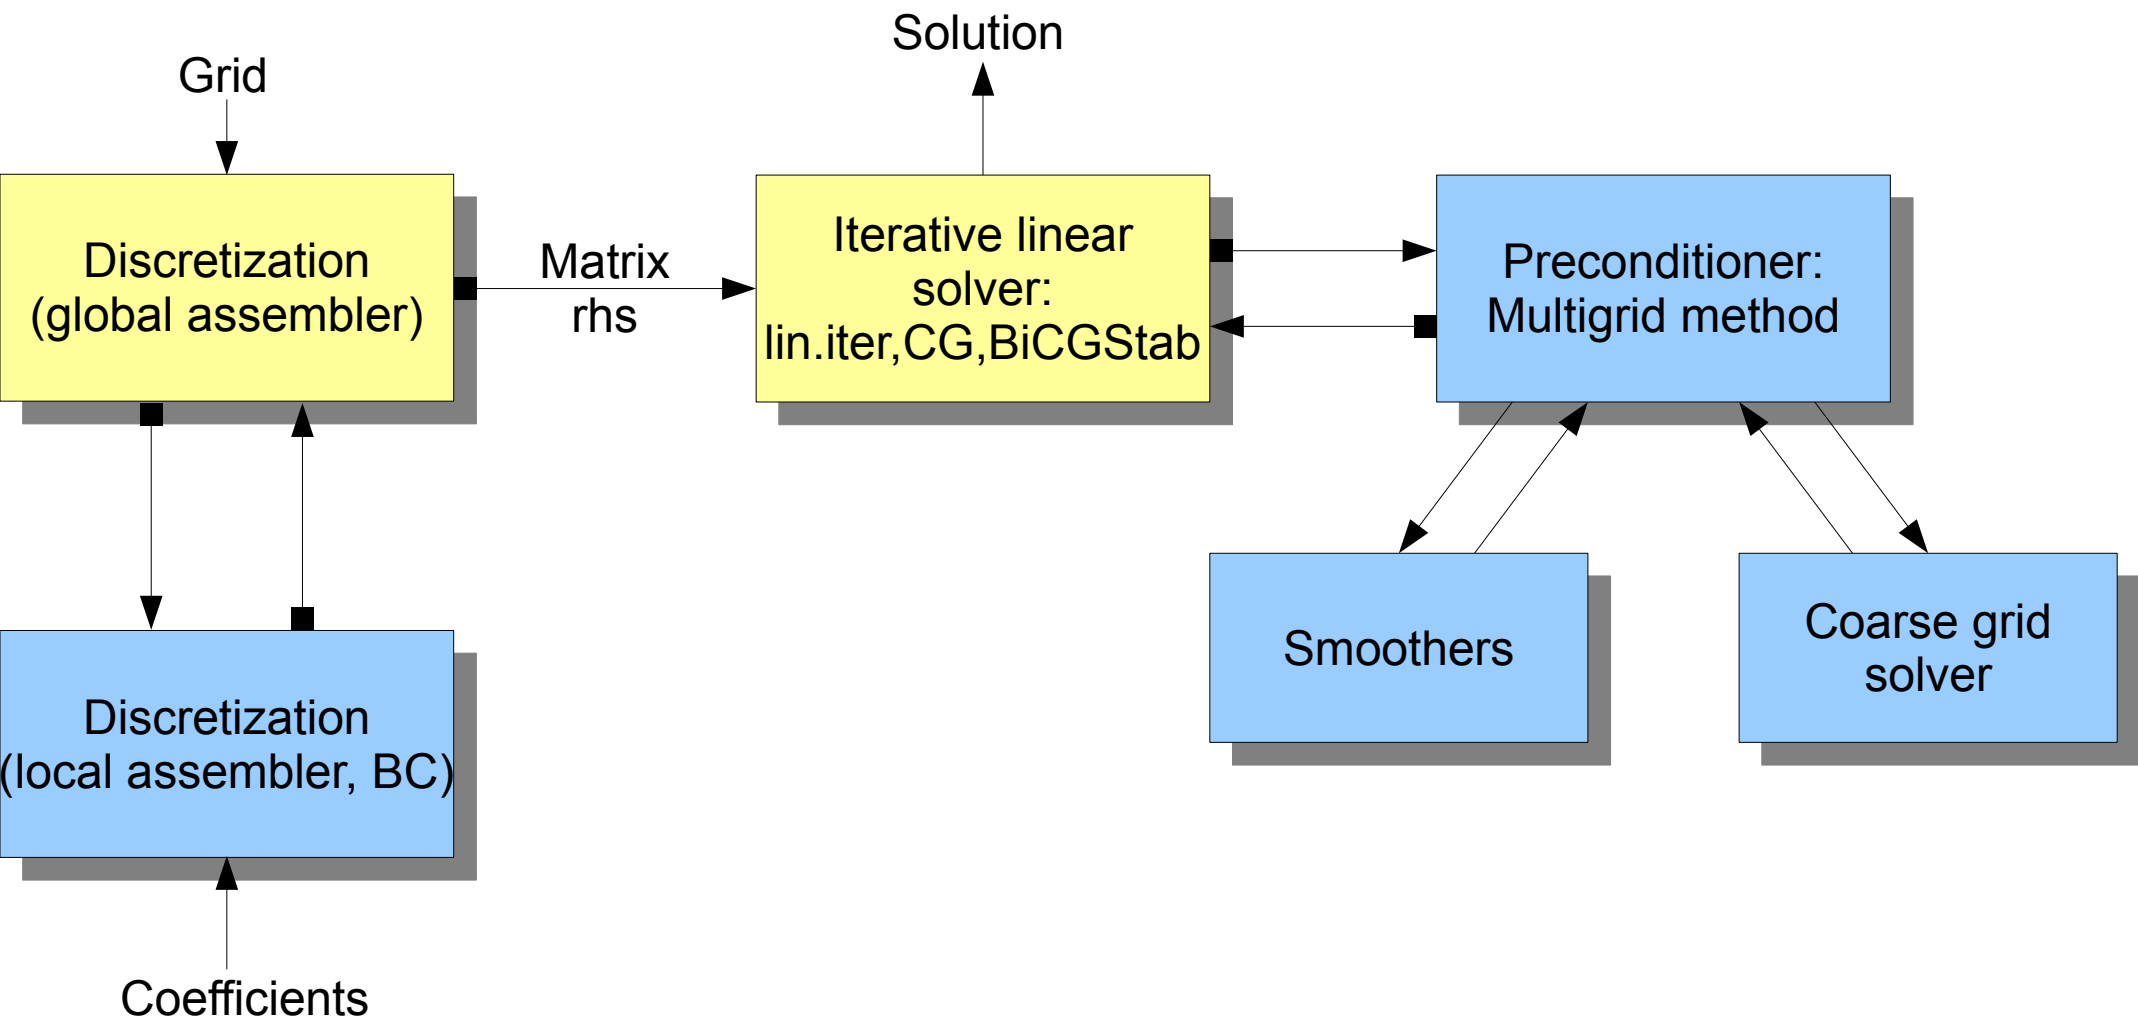 Solution
Grid
Discretization
(global assembler)
Matrix
rhs
Iterative linear
solver:
lin.iter,CG,BiCGStab
Preconditioner:
Multigrid method
Discretization
(local assembler, BC)
Smoothers
Coarse grid
solver
Coefficients